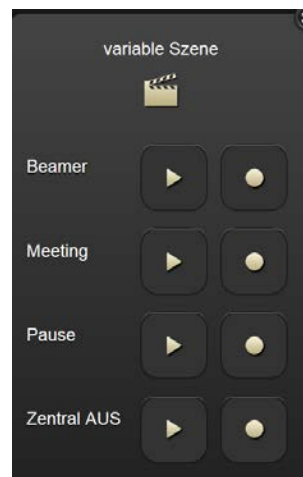 variable Szene
Beamer
Meeting
Pause
Zentral AUS